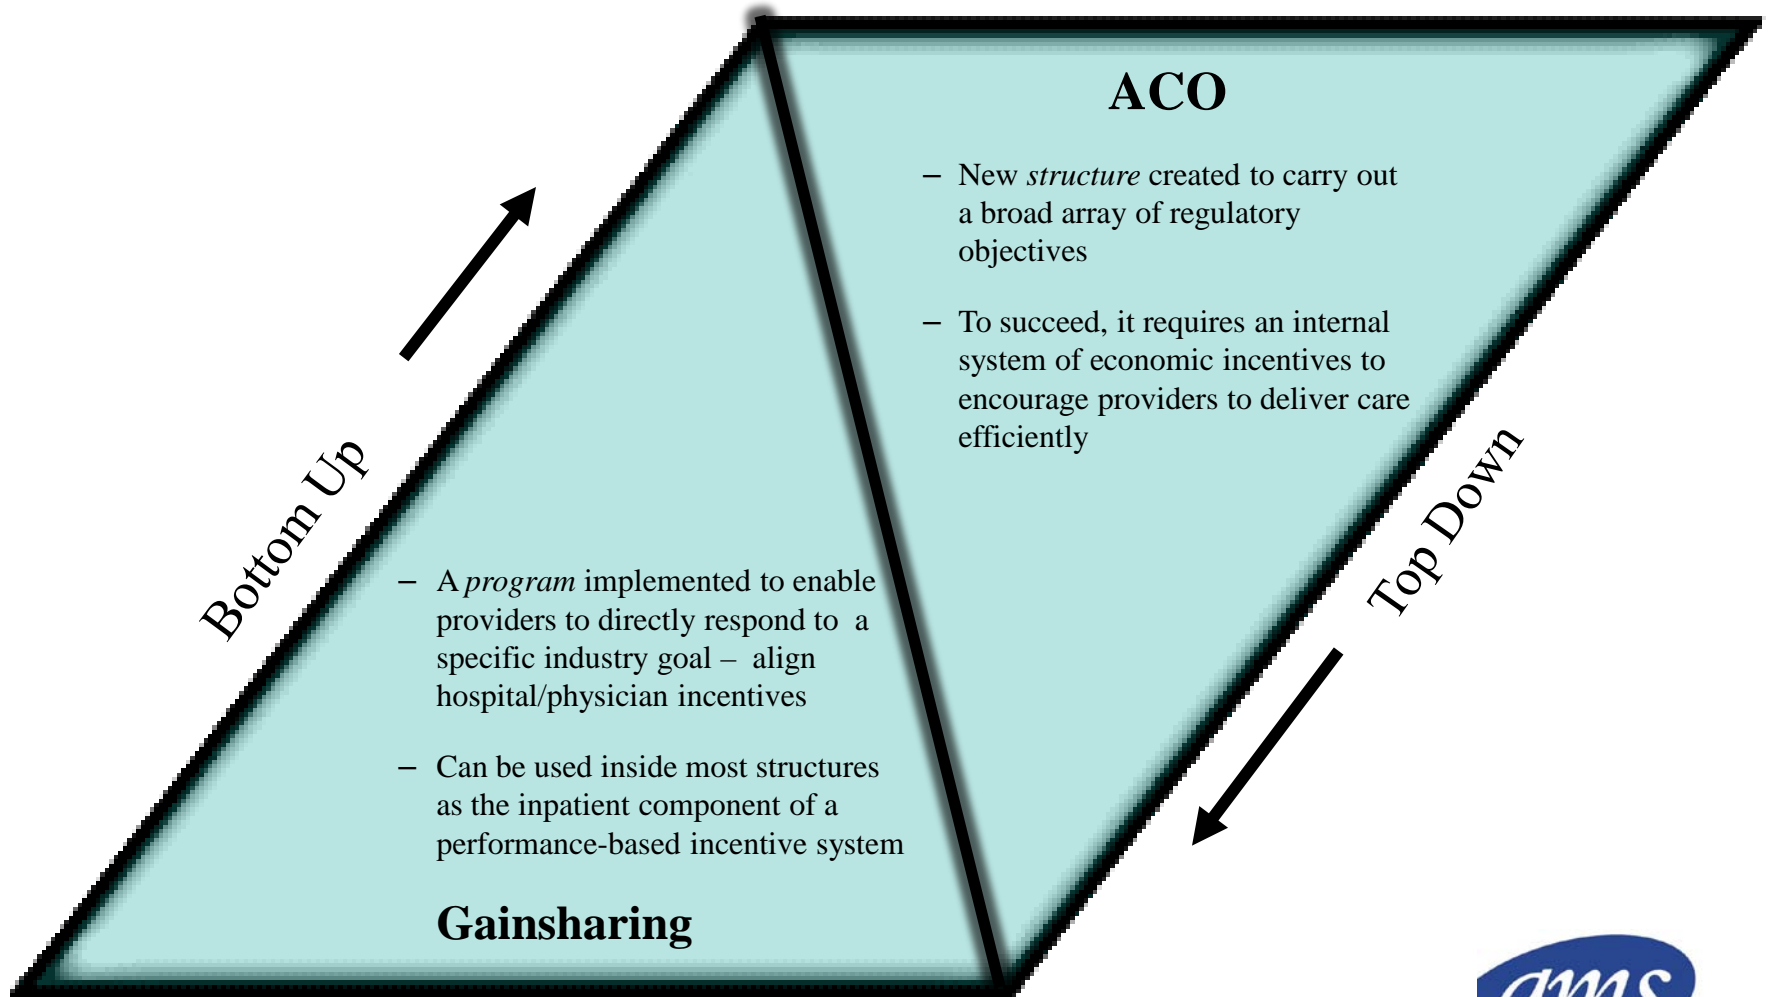 ACO
– New structure created to carry out
a broad array of regulatory
objectives
– To succeed, it requires an internal
system of economic incentives to
encourage providers to deliver care
efficiently
Bottom Up
Top Down
– A program implemented to enable
providers to directly respond to a
specific industry goal – align
hospital/physician incentives
– Can be used inside most structures
as the inpatient component of a
performance-based incentive system
Gainsharing
ams